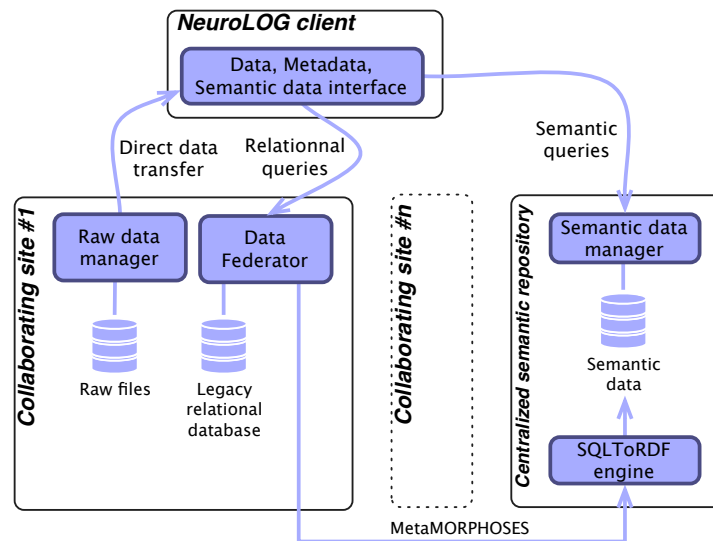 NeuroLOG client
Data, Metadata,
Semantic data interface
Direct data
transfer
Relationnal
queries
Semantic
queries
Collaborating site #1
Raw data
manager
Data
Federator
Raw files
Legacy
relational
database
Collaborating site #n
Centralized semantic repository
Semantic data
manager
Semantic
data
SQLToRDF
engine
MetaMORPHOSES